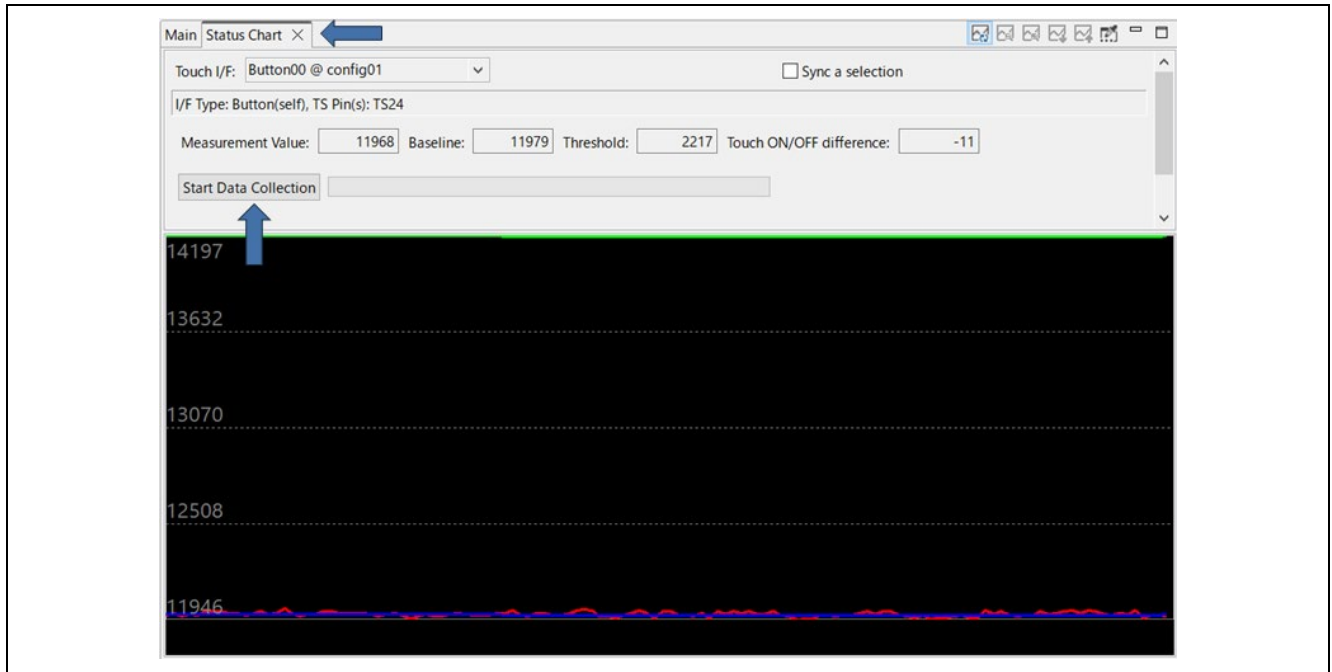 Main Status Chart
Touch I/F: Button00 @ config01 Sync a selection
I/F Type: Button(self), TS Pin(s): TS24
Measurement Value: 11968 Baseline: 11979 Threshold: 2217 Touch ON/OFF difference: -11
Start Data Collection
14197
13632
13070
12508
11946